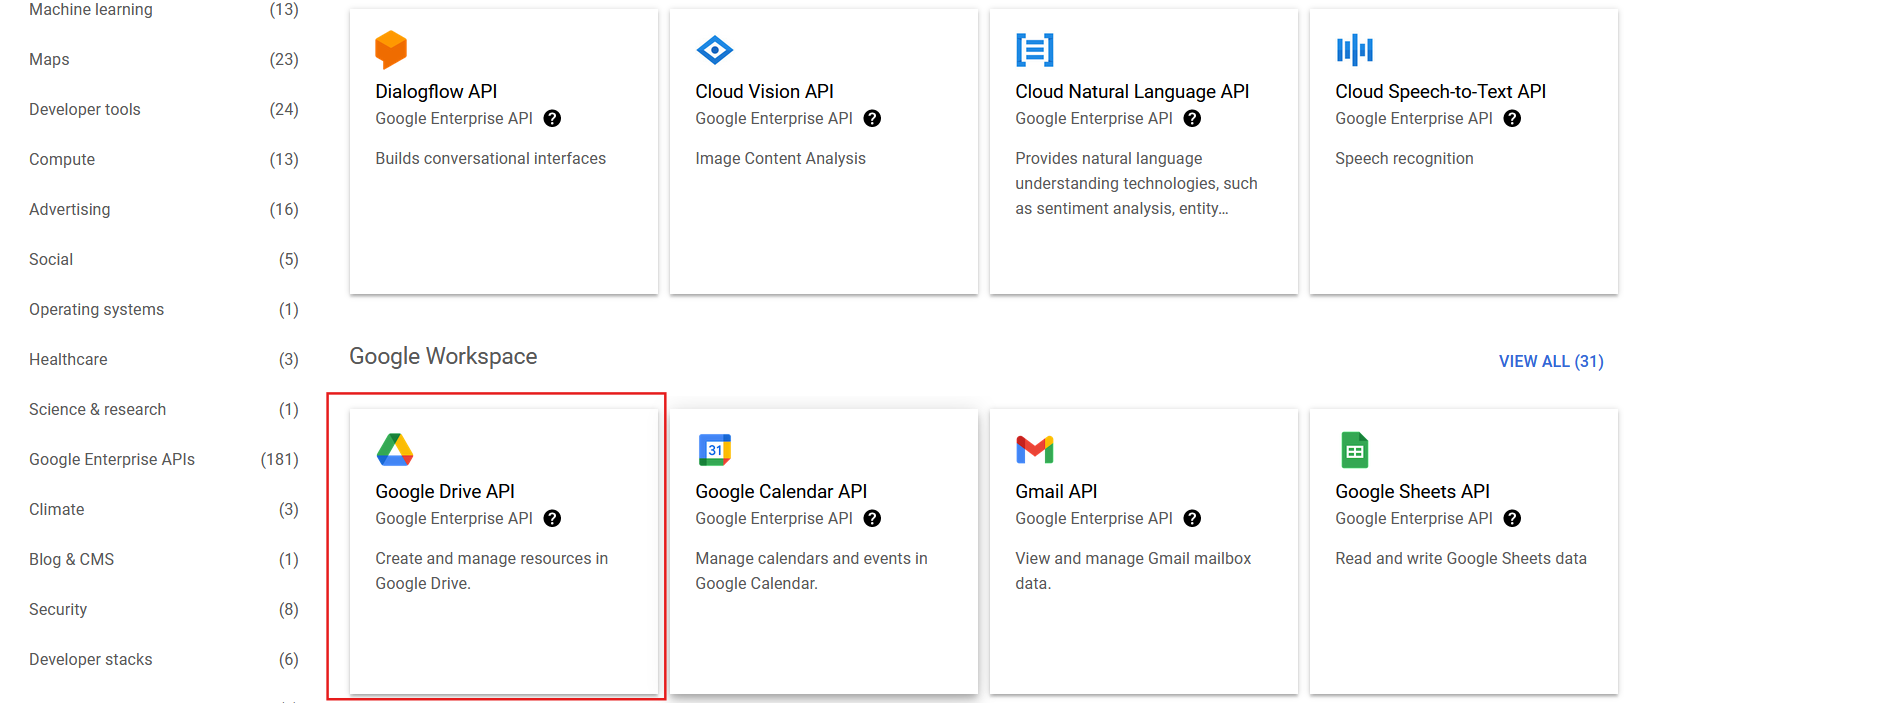 Machine learning (13)
Maps (23)
Developer tools (24)
Compute (13)
Advertising (16)
Social (5)
Operating systems (1)
Healthcare (3)
Science & research (1)
Google Enterprise APIs (181)
Climate (3)
Blog & CMS (1)
Security (8)
Developer stacks (6)
Dialogflow API
Google Enterprise API ?
Builds conversational interfaces
Cloud Vision API
Google Enterprise API ?
Image Content Analysis
Cloud Natural Language API
Google Enterprise API ?
Provides natural language
understanding technologies, such
as sentiment analysis, entity...
Cloud Speech-to-Text API
Google Enterprise API ?
Speech recognition
Google Workspace
VIEW ALL (31)
Google Drive API
Google Enterprise API ?
Create and manage resources in
Google Drive.
31
Google Calendar API
Google Enterprise API ?
Manage calendars and events in
Google Calendar.
Gmail API
Google Enterprise API ?
View and manage Gmail mailbox
data.
Google Sheets API
Google Enterprise API ?
Read and write Google Sheets data